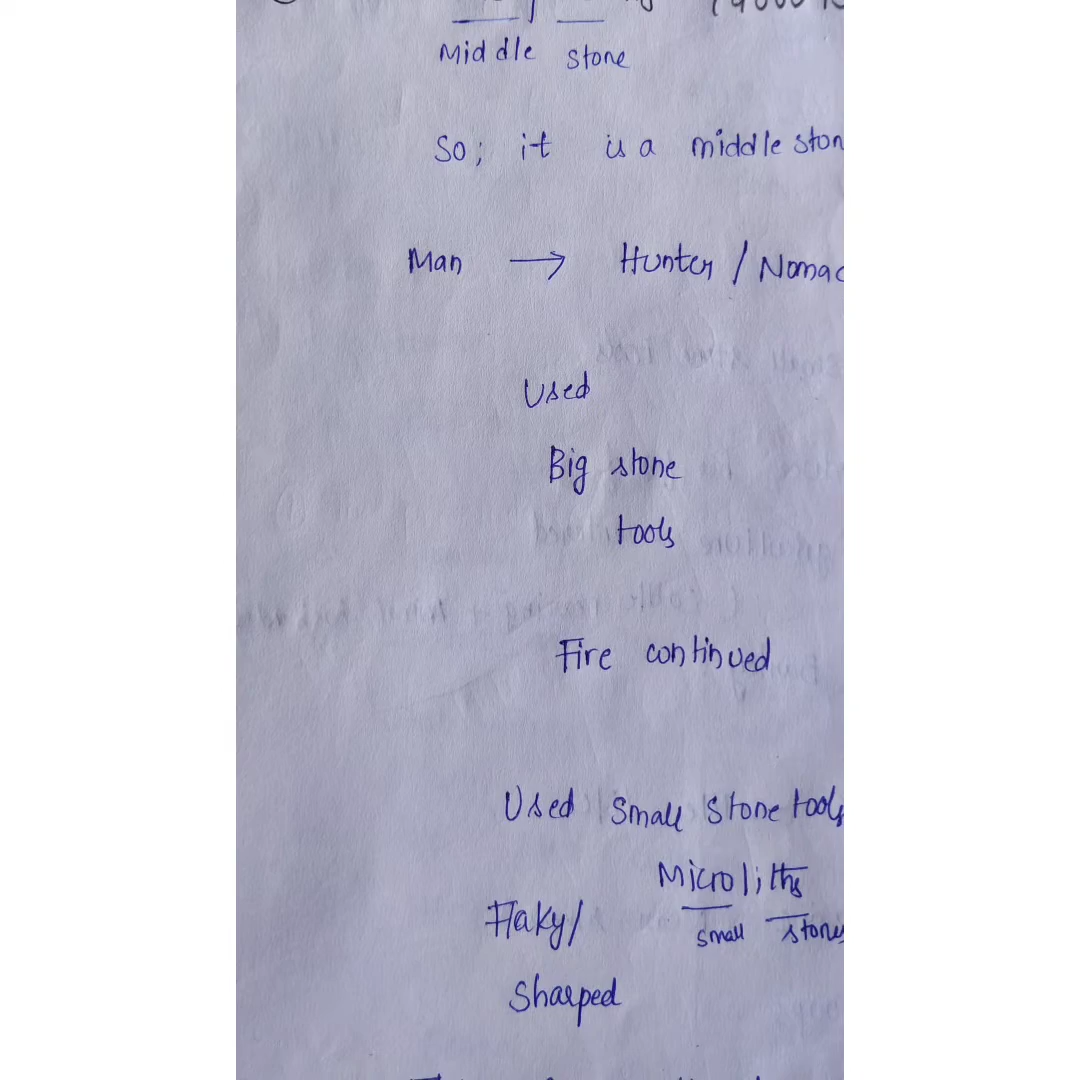 Middle stone
So; it is a middle ston
Man → Hunter / Nomac
Used
Big stone
tools
Fire continued
Used small stone tools
Microliths
Flaky/
small stones
Sharped